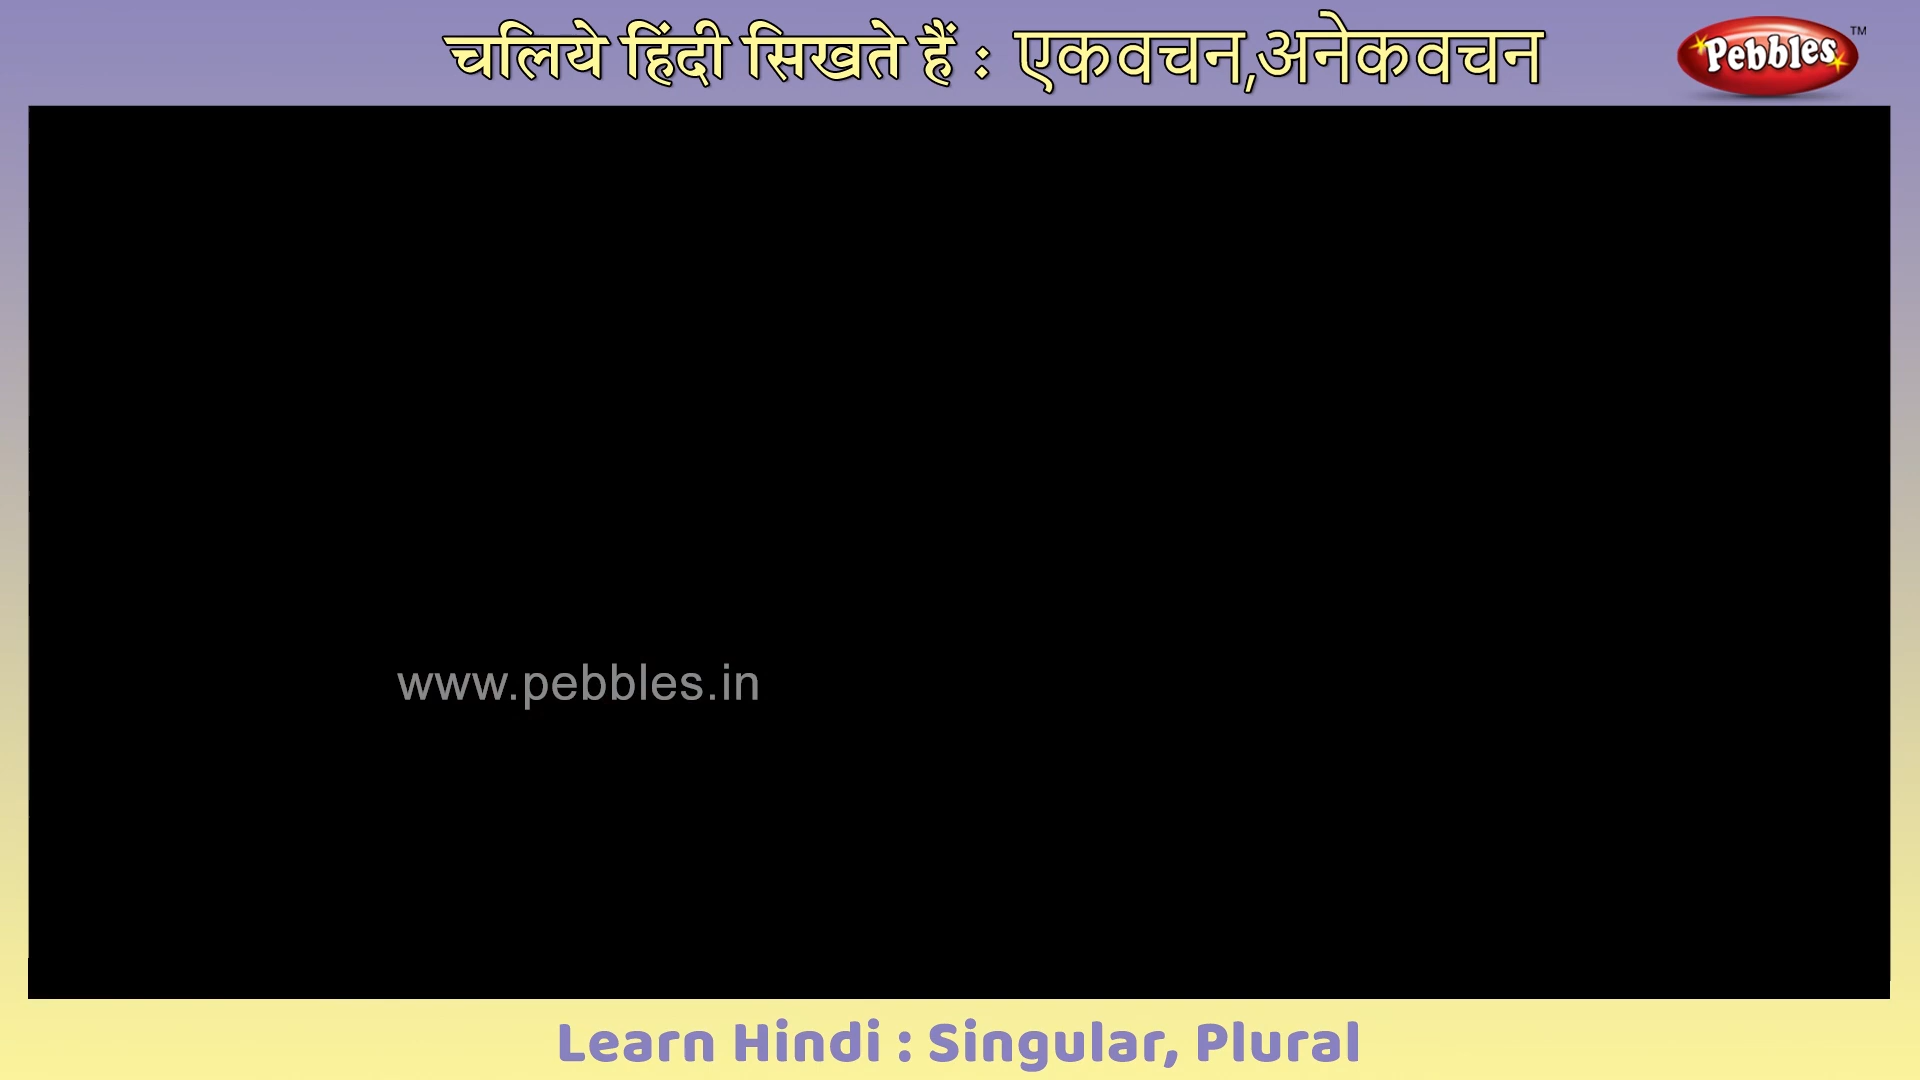 चलिये हिंदी सिखते हैं : एकवचन,अनेकवचन
Pebbles TM
www.pebbles.in
Learn Hindi : Singular, Plural